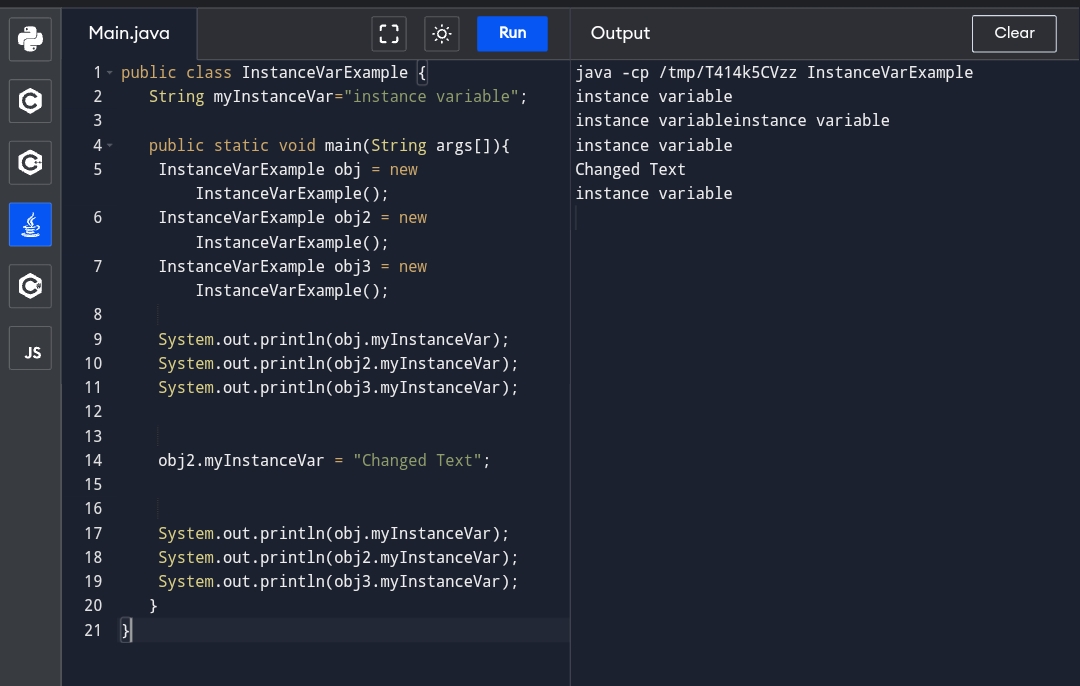 Main.java
Run
Output
Clear
JS
1 public class InstanceVarExample {
2 String myInstanceVar="instance variable";
3
4 public static void main(String args[]){
5 InstanceVarExample obj = new
InstanceVarExample();
6 InstanceVarExample obj2 = new
InstanceVarExample();
7 InstanceVarExample obj3 = new
InstanceVarExample();
8
9 System.out.println(obj.myInstanceVar);
10 System.out.println(obj2.myInstanceVar);
11 System.out.println(obj3.myInstanceVar);
12
13
14 obj2.myInstanceVar = "Changed Text";
15
16
17 System.out.println(obj.myInstanceVar);
18 System.out.println(obj2.myInstanceVar);
19 System.out.println(obj3.myInstanceVar);
20 }
21 }
java -cp /tmp/T414k5CVzz InstanceVarExample
instance variable
instance variableinstance variable
instance variable
Changed Text
instance variable